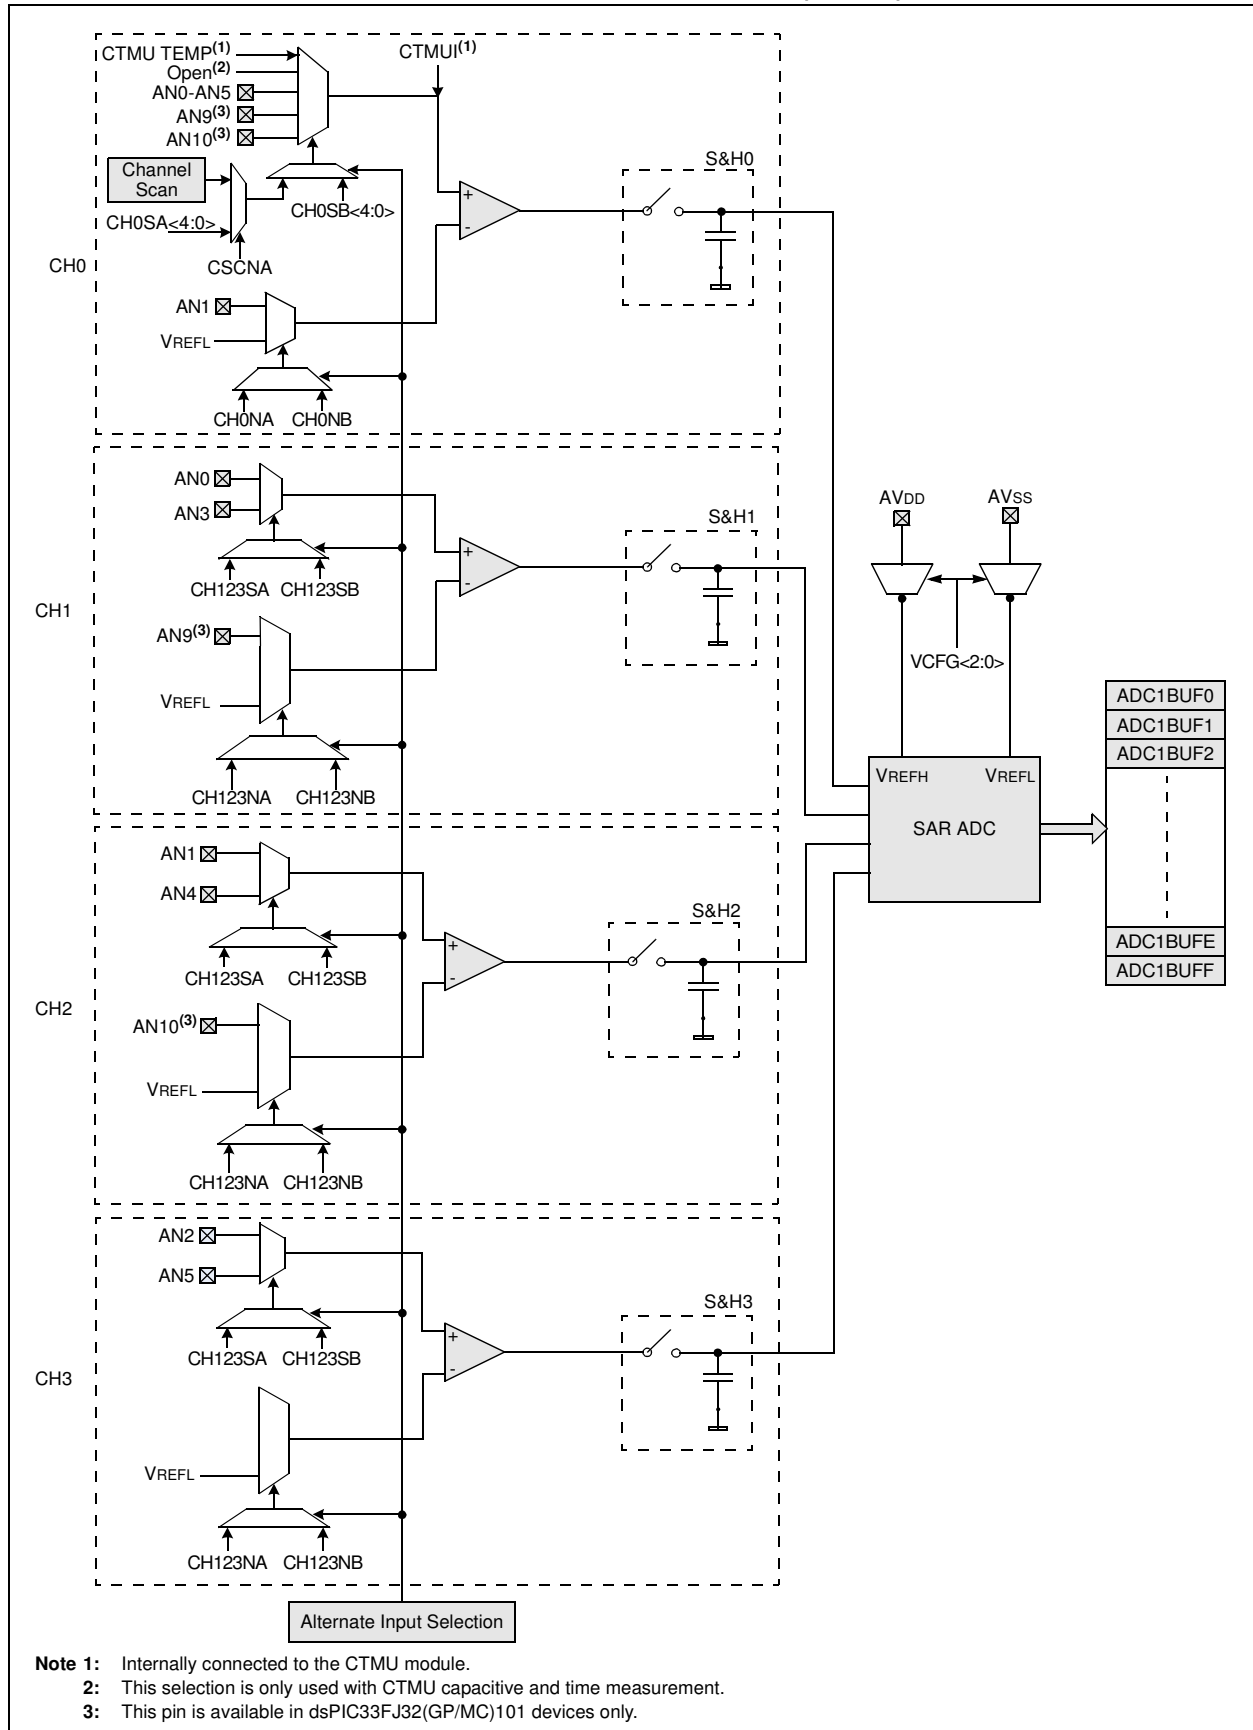 CTMU TEMP(1)
Open(2)
AN0-AN5
AN9(3)
AN10(3)
CTMUI(1)
Channel
Scan
CH0SA<4:0>
CH0SB<4:0>
CSCNA
+
-
S&H0
CH0
AN1
VREFL
CH0NA CH0NB
AN0
AN3
CH123SA CH123SB
+
-
S&H1
CH1
AN9(3)
VREFL
CH123NA CH123NB
AVDD AVSS
VCFG<2:0>
VREFH VREFL
SAR ADC
ADC1BUF0
ADC1BUF1
ADC1BUF2
ADC1BUFE
ADC1BUFF
AN1
AN4
CH123SA CH123SB
+
-
S&H2
CH2
AN10(3)
VREFL
CH123NA CH123NB
AN2
AN5
CH123SA CH123SB
+
-
S&H3
CH3
VREFL
CH123NA CH123NB
Alternate Input Selection
Note 1: Internally connected to the CTMU module.
2: This selection is only used with CTMU capacitive and time measurement.
3: This pin is available in dsPIC33FJ32(GP/MC)101 devices only.